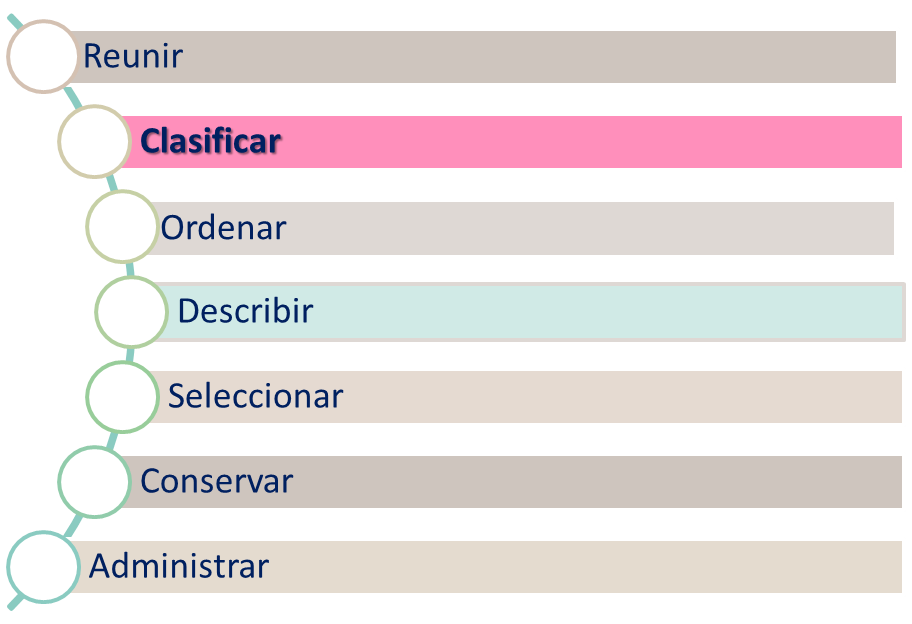 Reunir
Clasificar
Ordenar
Describir
Seleccionar
Conservar
Administrar